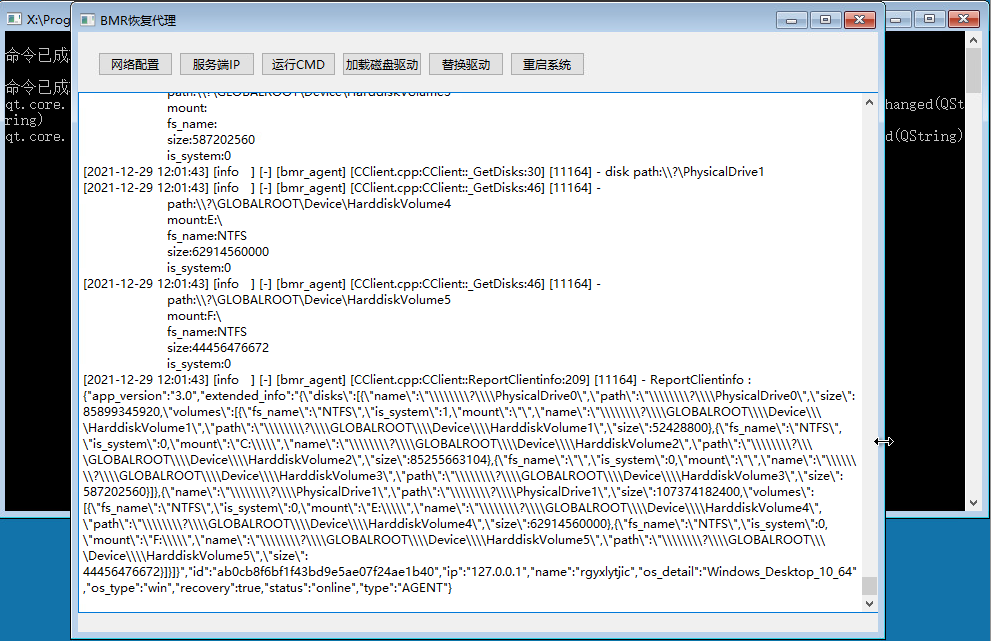 X:\Prog
BMR恢复代理
命令已成
命令已成
qt.core.
ring)
qt.core.
hanged(QSt
d(QString)
网络配置 服务端IP 运行CMD 加载磁盘驱动 替换驱动 重启系统
path:\\?\GLOBALROOT\Device\HarddiskVolume3
mount:
fs_name:
size:587202560
is_system:0
[2021-12-29 12:01:43] [info ] [-] [bmr_agent] [CClient.cpp:CClient::_GetDisks:30] [11164] - disk path:\\?\PhysicalDrive1
[2021-12-29 12:01:43] [info ] [-] [bmr_agent] [CClient.cpp:CClient::_GetDisks:46] [11164] -
path:\\?\GLOBALROOT\Device\HarddiskVolume4
mount:E:\
fs_name:NTFS
size:62914560000
is_system:0
[2021-12-29 12:01:43] [info ] [-] [bmr_agent] [CClient.cpp:CClient::_GetDisks:46] [11164] -
path:\\?\GLOBALROOT\Device\HarddiskVolume5
mount:F:\
fs_name:NTFS
size:44456476672
is_system:0
[2021-12-29 12:01:43] [info ] [-] [bmr_agent] [CClient.cpp:CClient::ReportClientinfo:209] [11164] - ReportClientinfo :
{"app_version":"3.0","extended_info":"{\"disks\":[{\"name\":\"\\\\\\\\?\\\\PhysicalDrive0\",\"path\":\"\\\\\\\\?\\\\PhysicalDrive0\",\"size\":
85899345920,\"volumes\":[{\"fs_name\":\"NTFS\",\"is_system\":1,\"mount\":\"\",\"name\":\"\\\\\\\\?\\\\GLOBALROOT\\\\Device\\\
\HarddiskVolume1\",\"path\":\"\\\\\\\\?\\\\GLOBALROOT\\\\Device\\\\HarddiskVolume1\",\"size\":52428800},{\"fs_name\":\"NTFS\",
\"is_system\":0,\"mount\":\"C:\\\\\",\"name\":\"\\\\\\\\?\\\\GLOBALROOT\\\\Device\\\\HarddiskVolume2\",\"path\":\"\\\\\\\\?\\\
\GLOBALROOT\\\\Device\\\\HarddiskVolume2\",\"size\":85255663104},{\"fs_name\":\"\",\"is_system\":0,\"mount\":\"\",\"name\":\"\\\\\\
\\?\\\\GLOBALROOT\\\\Device\\\\HarddiskVolume3\",\"path\":\"\\\\\\\\?\\\\GLOBALROOT\\\\Device\\\\HarddiskVolume3\",\"size\":
587202560}]},{\"name\":\"\\\\\\\\?\\\\PhysicalDrive1\",\"path\":\"\\\\\\\\?\\\\PhysicalDrive1\",\"size\":107374182400,\"volumes\":
[{\"fs_name\":\"NTFS\",\"is_system\":0,\"mount\":\"E:\\\\\",\"name\":\"\\\\\\\\?\\\\GLOBALROOT\\\\Device\\\\HarddiskVolume4\",
\"path\":\"\\\\\\\\?\\\\GLOBALROOT\\\\Device\\\\HarddiskVolume4\",\"size\":62914560000},{\"fs_name\":\"NTFS\",\"is_system\":0,
\"mount\":\"F:\\\\\",\"name\":\"\\\\\\\\?\\\\GLOBALROOT\\\\Device\\\\HarddiskVolume5\",\"path\":\"\\\\\\\\?\\\\GLOBALROOT\\\
\Device\\\\HarddiskVolume5\",\"size\":
44456476672}]}]}","id":"ab0cb8f6bf1f43bd9e5ae07f24ae1b40","ip":"127.0.0.1","name":"rgyxlytjic","os_detail":"Windows_Desktop_10_64"
,"os_type":"win","recovery":true,"status":"online","type":"AGENT"}